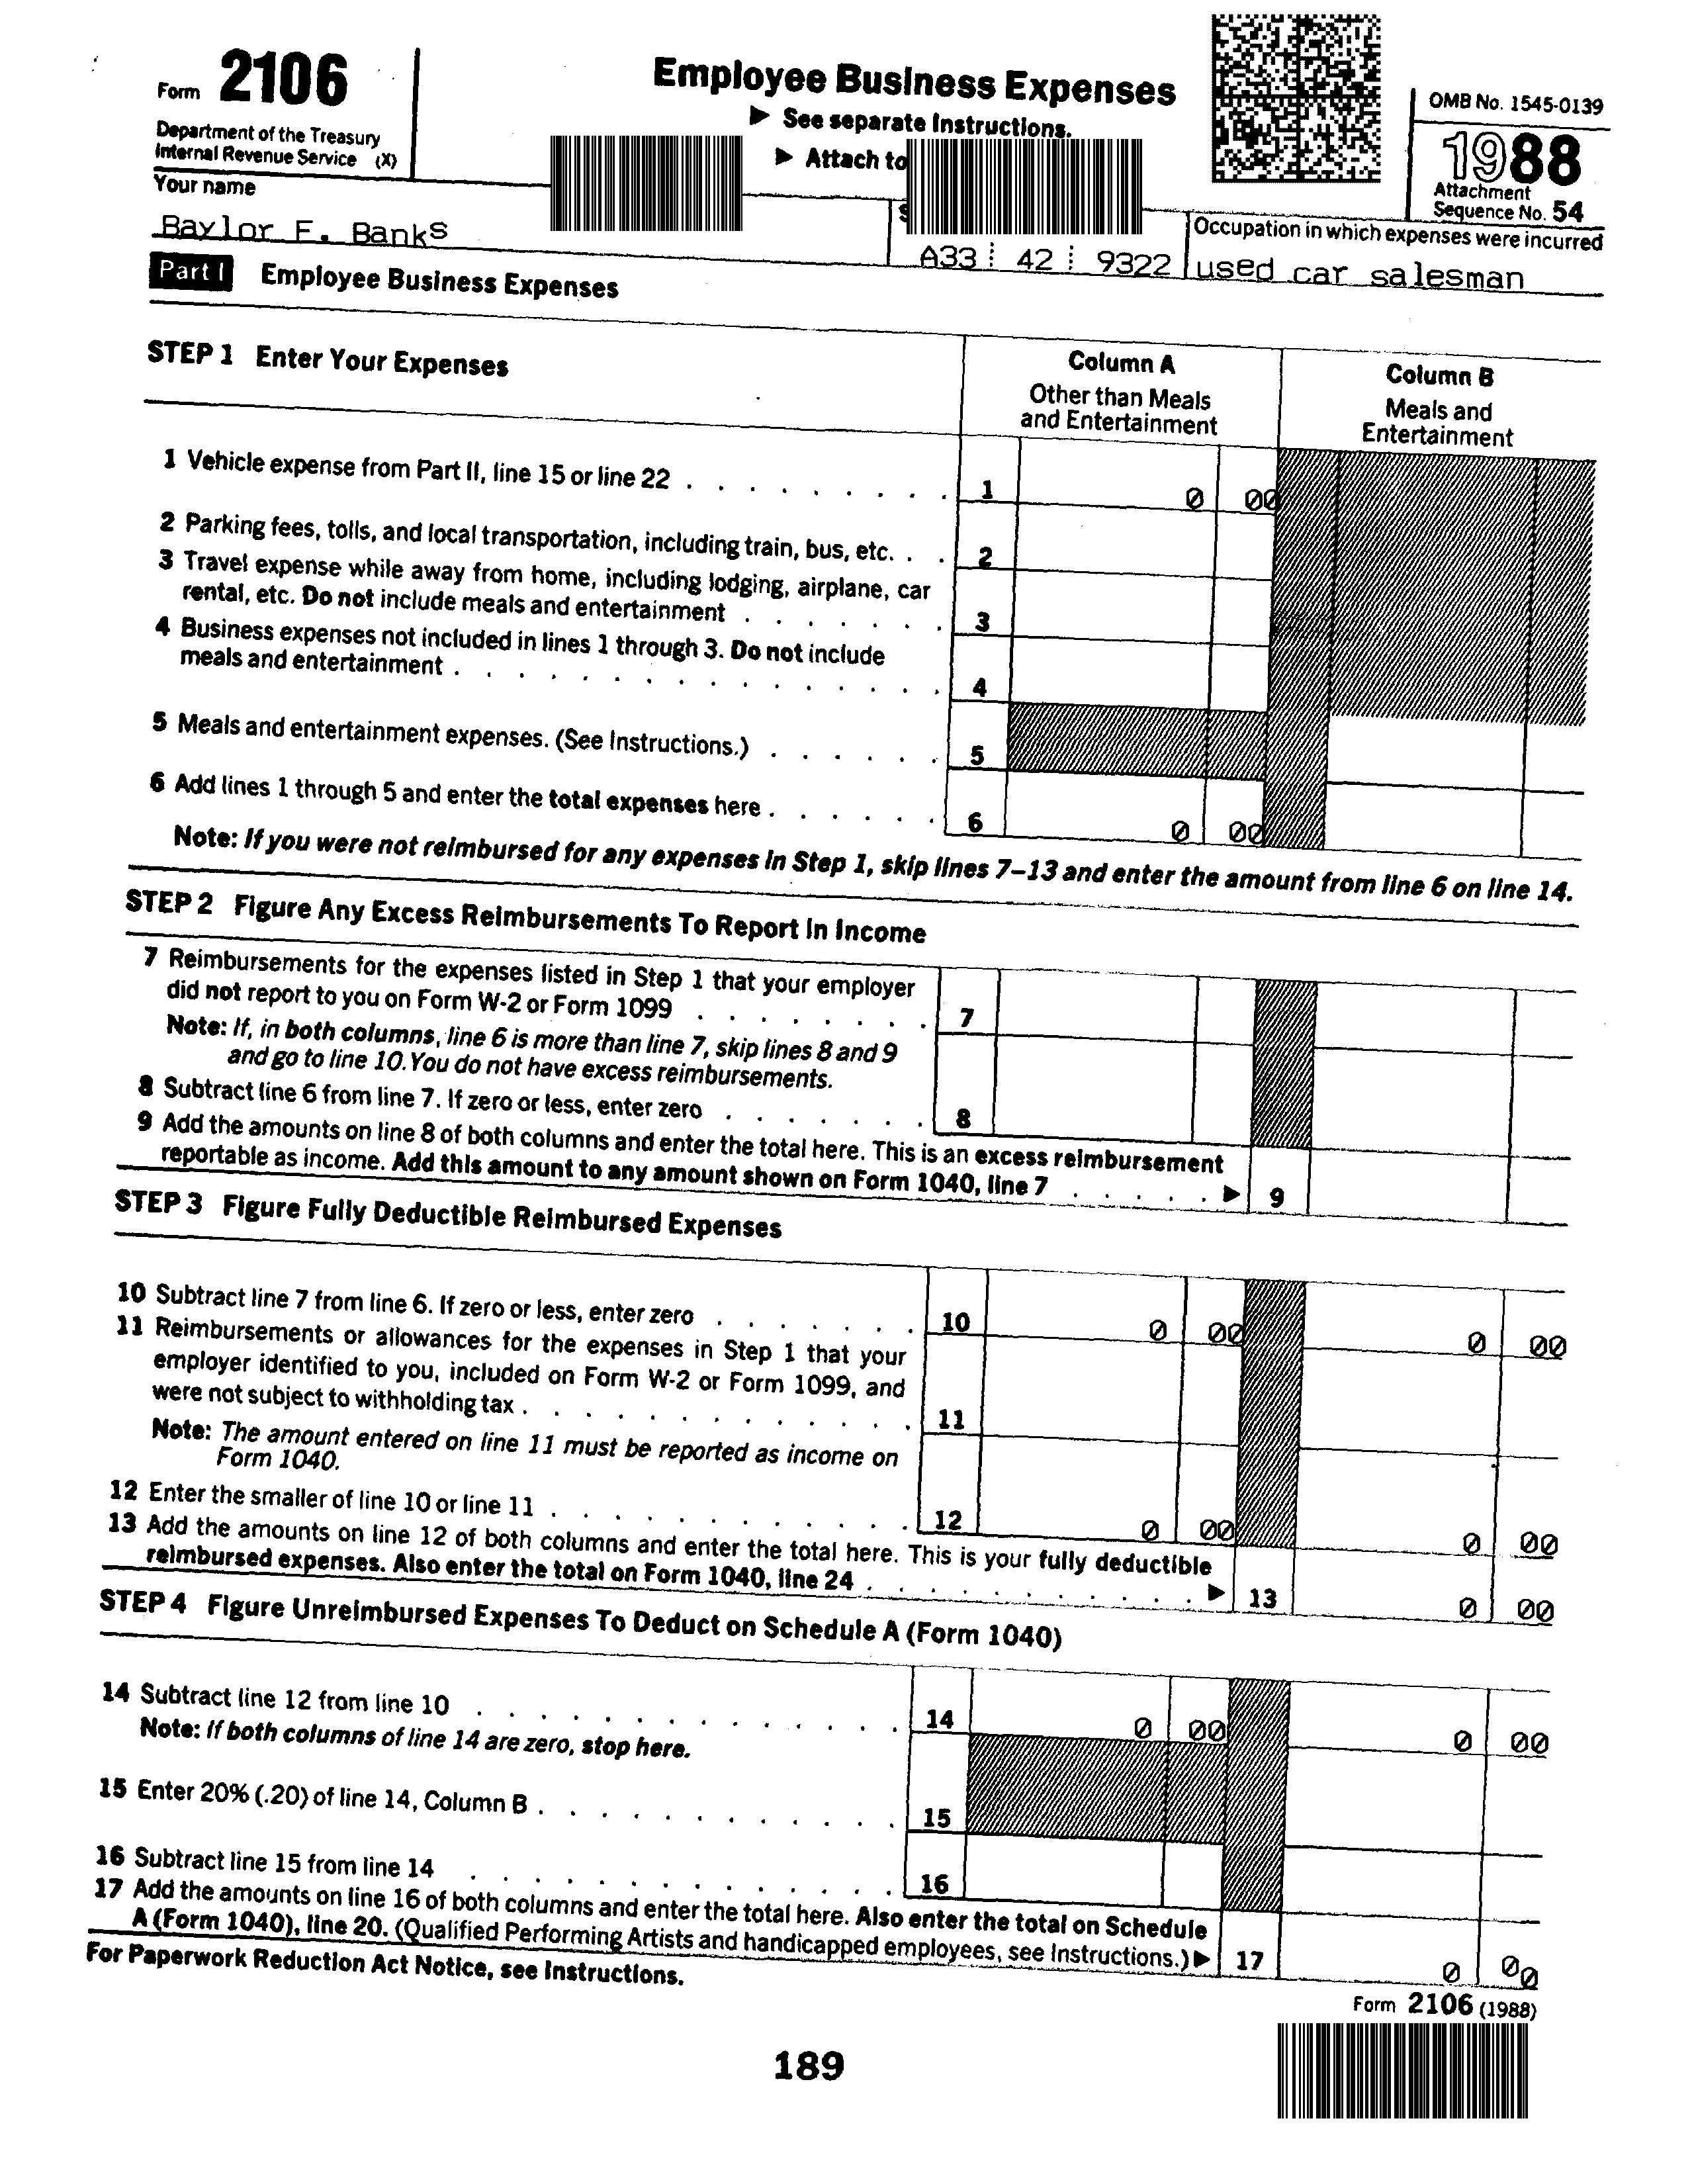 Form 2106
Department of the Treasury
Internal Revenue Service (X)
Employee Business Expenses
▶ See separate Instructions.
▶ Attach to
OMB No. 1545-0139
1988
Attachment
Sequence No. 54
Your name
Baylor F. Banks
A33 42 9322
Occupation in which expenses were incurred
used car salesman
Part I Employee Business Expenses
STEP 1 Enter Your Expenses
Column A
Other than Meals
and Entertainment
Column B
Meals and
Entertainment
1 Vehicle expense from Part II, line 15 or line 22 . . . . . . . . . 1 0 00
2 Parking fees, tolls, and local transportation, including train, bus, etc. . . 2
3 Travel expense while away from home, including lodging, airplane, car
rental, etc. Do not include meals and entertainment . . . . . . . 3
4 Business expenses not included in lines 1 through 3. Do not include
meals and entertainment . . . . . . . . . . . . . . . . 4
5 Meals and entertainment expenses. (See Instructions.) . . . . . . 5
6 Add lines 1 through 5 and enter the total expenses here . . . . . . 6 0 00
Note: If you were not reimbursed for any expenses in Step 1, skip lines 7–13 and enter the amount from line 6 on line 14.
STEP 2 Figure Any Excess Reimbursements To Report In Income
7 Reimbursements for the expenses listed in Step 1 that your employer
did not report to you on Form W-2 or Form 1099 . . . . . . . . 7
Note: If, in both columns, line 6 is more than line 7, skip lines 8 and 9
and go to line 10. You do not have excess reimbursements.
8 Subtract line 6 from line 7. If zero or less, enter zero . . . . . . . 8
9 Add the amounts on line 8 of both columns and enter the total here. This is an excess reimbursement
reportable as income. Add this amount to any amount shown on Form 1040, line 7 . . . . . ▶ 9
STEP 3 Figure Fully Deductible Reimbursed Expenses
10 Subtract line 7 from line 6. If zero or less, enter zero . . . . . . . 10 0 00 0 00
11 Reimbursements or allowances for the expenses in Step 1 that your
employer identified to you, included on Form W-2 or Form 1099, and
were not subject to withholding tax . . . . . . . . . . . . . 11
Note: The amount entered on line 11 must be reported as income on
Form 1040.
12 Enter the smaller of line 10 or line 11 . . . . . . . . . . . . 12 0 00 0 00
13 Add the amounts on line 12 of both columns and enter the total here. This is your fully deductible
reimbursed expenses. Also enter the total on Form 1040, line 24 . . . . . . . . . . . ▶ 13 0 00
STEP 4 Figure Unreimbursed Expenses To Deduct on Schedule A (Form 1040)
14 Subtract line 12 from line 10 . . . . . . . . . . . . . . 14 0 00 0 00
Note: If both columns of line 14 are zero, stop here.
15 Enter 20% (.20) of line 14, Column B . . . . . . . . . . . . 15
16 Subtract line 15 from line 14 . . . . . . . . . . . . . . 16
17 Add the amounts on line 16 of both columns and enter the total here. Also enter the total on Schedule
A (Form 1040), line 20. (Qualified Performing Artists and handicapped employees, see Instructions.) ▶ 17 0 00
For Paperwork Reduction Act Notice, see Instructions.
Form 2106 (1988)
189